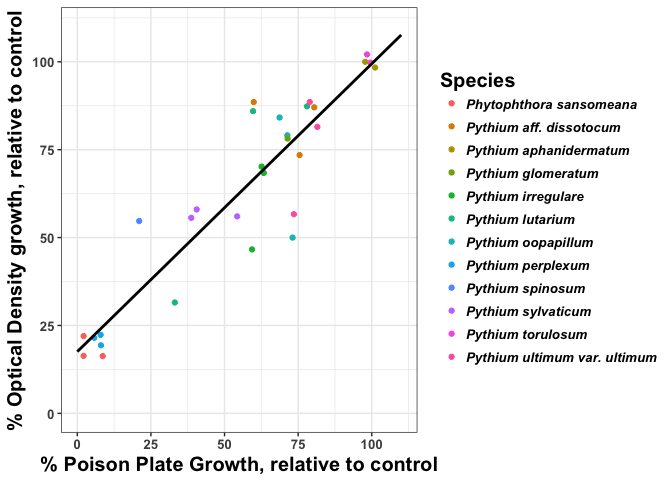 % Optical Density growth, relative to control
100
75
50
25
0
0 25 50 75 100
% Poison Plate Growth, relative to control
Species
Phytophthora sansomeana
Pythium aff. dissotocum
Pythium aphanidermatum
Pythium glomeratum
Pythium irregulare
Pythium lutarium
Pythium oopapillum
Pythium perplexum
Pythium spinosum
Pythium sylvaticum
Pythium torulosum
Pythium ultimum var. ultimum